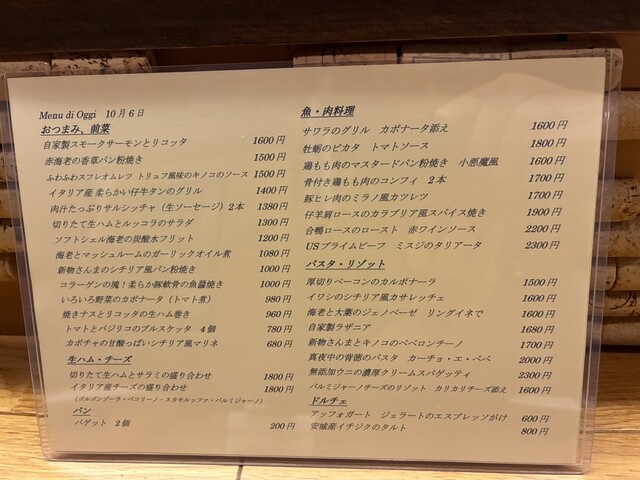 Menu di Oggi 10月6日
おつまみ、前菜
自家製スモークサーモンとリコッタ 1600円
赤海老の香草パン粉焼き 1500円
ふわふわスフレオムレツ トリュフ風味のキノコのソース 1500円
イタリア産 柔らかい仔牛タンのグリル 1400円
肉汁たっぷりサルシッチャ（生ソーセージ）2本 1380円
切りたて生ハムとルッコラのサラダ 1300円
ソフトシェル海老の炭酸水フリット 1200円
海老とマッシュルームのガーリックオイル煮 1080円
新物さんまのシチリア風パン粉焼き 1000円
コラーゲンの塊！柔らか豚軟骨の魚醤焼き 1000円
いろいろ野菜のカポナータ（トマト煮） 980円
焼きナスとリコッタの生ハム巻き 960円
トマトとバジリコのブルスケッタ 4個 780円
カボチャの甘酸っぱいシチリア風マリネ 680円
生ハム・チーズ
切りたて生ハムとサラミの盛り合わせ 1800円
イタリア産チーズの盛り合わせ 1800円
（ゴルゴンゾーラ・ペコリーノ・スカモルッツァ・パルミジャーノ）
パン
バゲット 2個 200円
魚・肉料理
サワラのグリル カポナータ添え 1600円
牡蛎のピカタ トマトソース 1800円
鶏もも肉のマスタードパン粉焼き 小悪魔風 1600円
骨付き鶏もも肉のコンフィ 2本 1700円
豚ヒレ肉のミラノ風カツレツ 1700円
仔羊肩ロースのカラブリア風スパイス焼き 1900円
合鴨ロースのロースト 赤ワインソース 2200円
USプライムビーフ ミスジのタリアータ 2300円
パスタ・リゾット
厚切りベーコンのカルボナーラ 1500円
イワシのシチリア風カサレッチェ 1600円
海老と大葉のジェノベーゼ リングイネで 1600円
自家製ラザニア 1680円
新物さんまとキノコのペペロンチーノ 1700円
真夜中の背徳のパスタ カーチョ・エ・ペペ 2000円
無添加ウニの濃厚クリームスパゲッティ 2300円
パルミジャーノチーズのリゾット カリカリチーズ添え 1600円
ドルチェ
アッフォガート ジェラートのエスプレッソがけ 600円
安城産イチジクのタルト 800円